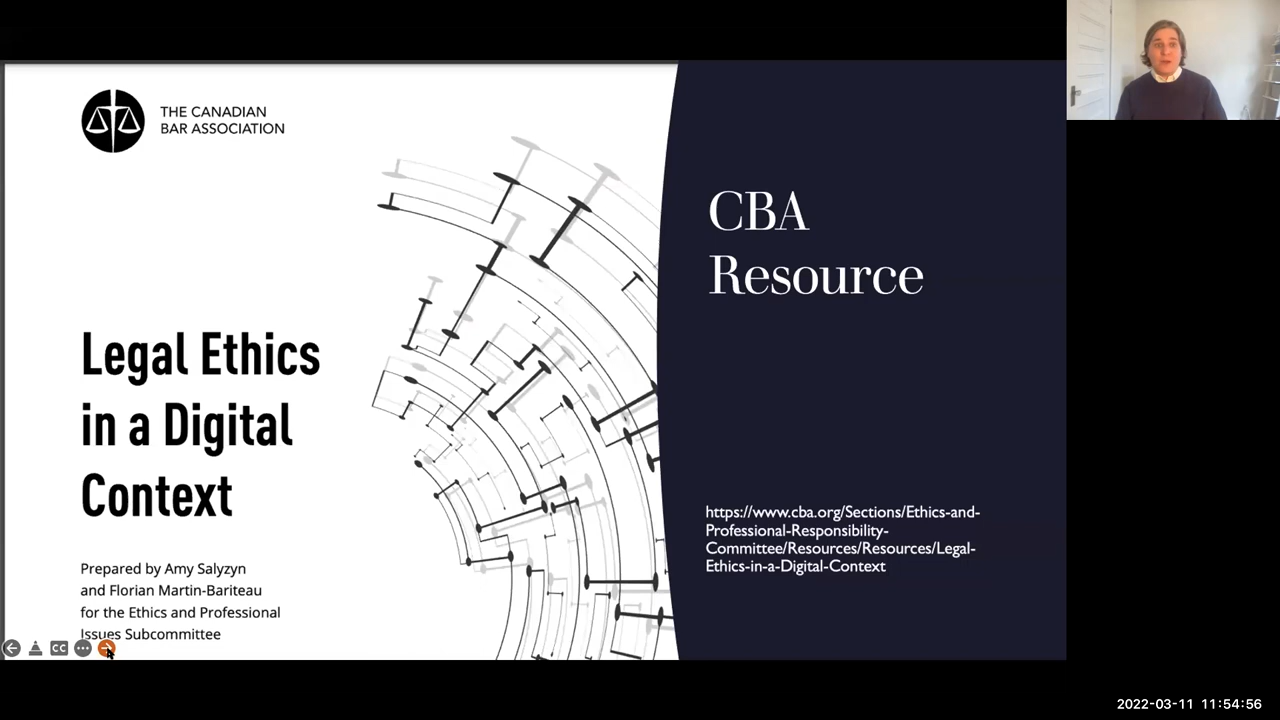 THE CANADIAN
BAR ASSOCIATION
Legal Ethics
in a Digital
Context
Prepared by Amy Salyzyn
and Florian Martin-Bariteau
for the Ethics and Professional
Issues Subcommittee
CC
CBA
Resource
https://www.cba.org/Sections/Ethics-and-
Professional-Responsibility-
Committee/Resources/Resources/Legal-
Ethics-in-a-Digital-Context
2022-03-11 11:54:56